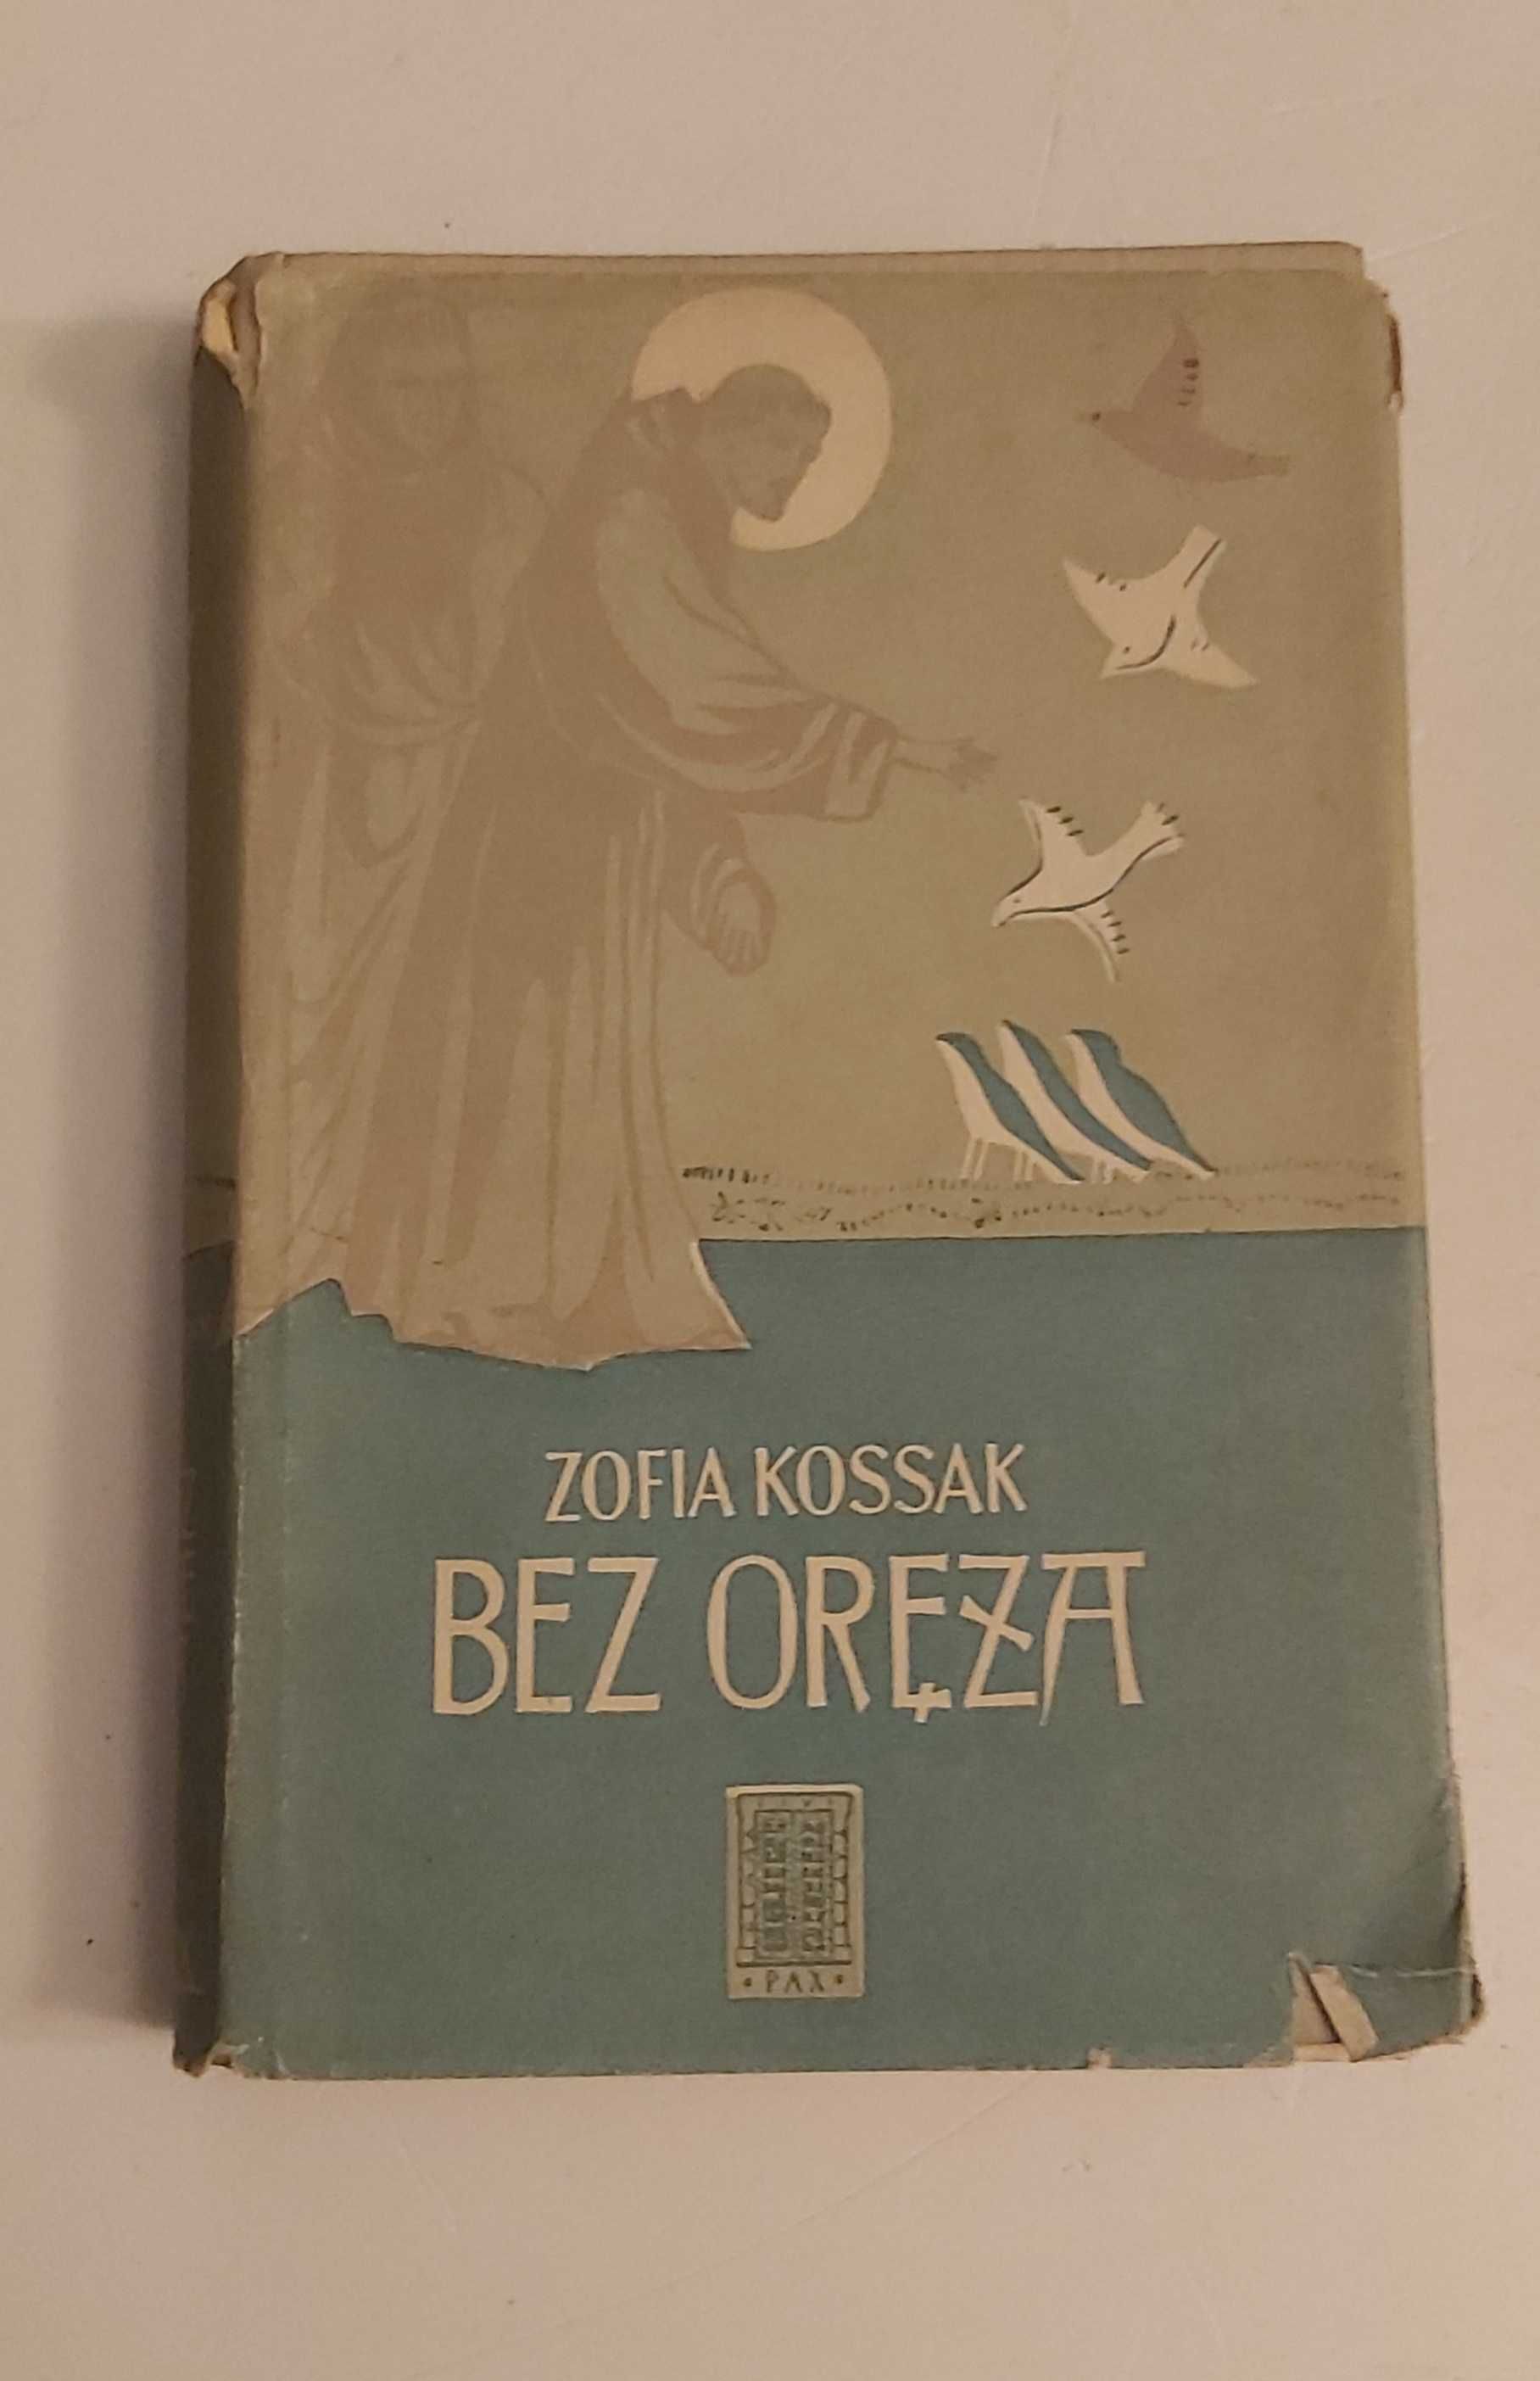 ZOFIA KOSSAK
BEZ ORĘŻA
• PAX •